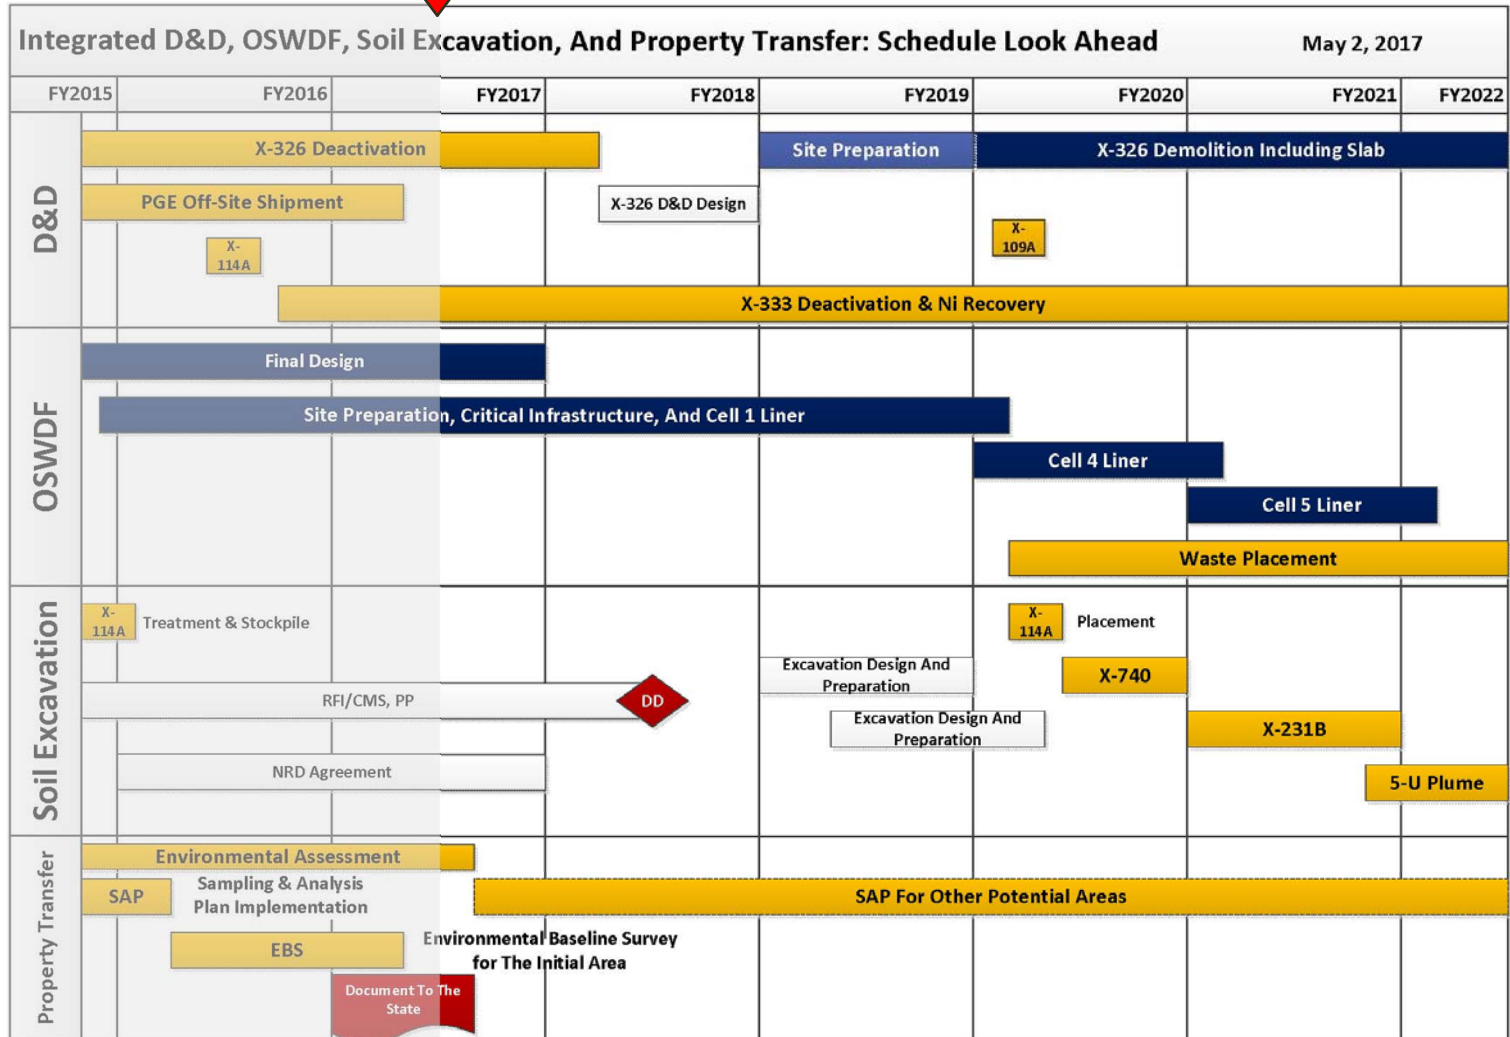 Integrated D&D, OSWDF, Soil Excavation, And Property Transfer: Schedule Look Ahead
May 2, 2017
FY2015
FY2016
FY2017
FY2018
FY2019
FY2020
FY2021
FY2022
D&D
X-326 Deactivation
Site Preparation
X-326 Demolition Including Slab
PGE Off-Site Shipment
X-326 D&D Design
X-
114A
X-
109A
X-333 Deactivation & Ni Recovery
OSWDF
Final Design
Site Preparation, Critical Infrastructure, And Cell 1 Liner
Cell 4 Liner
Cell 5 Liner
Waste Placement
Soil Excavation
X-
114A
Treatment & Stockpile
X-
114A
Placement
Excavation Design And
Preparation
X-740
RFI/CMS, PP
DD
Excavation Design And
Preparation
X-231B
NRD Agreement
5-U Plume
Property Transfer
Environmental Assessment
SAP
Sampling & Analysis
Plan Implementation
SAP For Other Potential Areas
EBS
Environmental Baseline Survey
for The Initial Area
Document To The
State